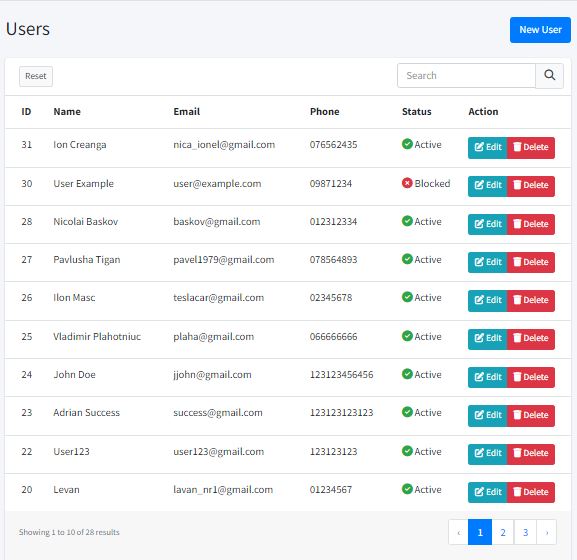 Users New User
Reset Search
ID Name Email Phone Status Action
31 Ion Creanga nica_ionel@gmail.com 076562435 Active Edit Delete
30 User Example user@example.com 09871234 Blocked Edit Delete
28 Nicolai Baskov baskov@gmail.com 012312334 Active Edit Delete
27 Pavlusha Tigan pavel1979@gmail.com 078564893 Active Edit Delete
26 Ilon Masc teslacar@gmail.com 02345678 Active Edit Delete
25 Vladimir Plahotniuc plaha@gmail.com 066666666 Active Edit Delete
24 John Doe jjohn@gmail.com 123123456456 Active Edit Delete
23 Adrian Success success@gmail.com 123123123123 Active Edit Delete
22 User123 user123@gmail.com 123123123 Active Edit Delete
20 Levan lavan_nr1@gmail.com 01234567 Active Edit Delete
Showing 1 to 10 of 28 results ‹ 1 2 3 ›